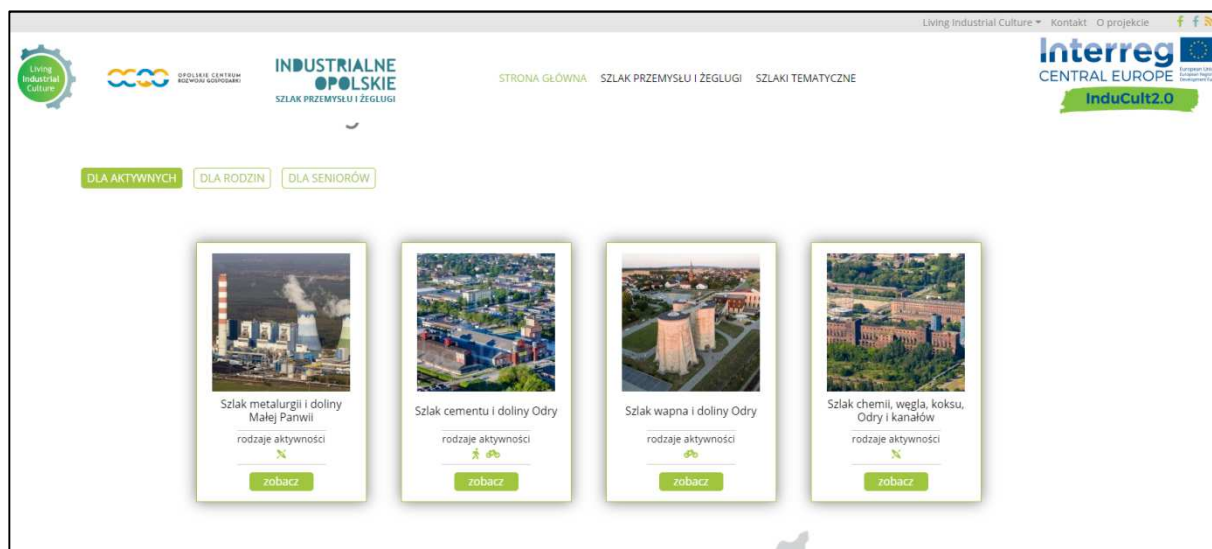 Living Industrial Culture Kontakt O projekcie
Living
Industrial
Culture
OPOLSKIE CENTRUM
ROZWOJU GOSPODARKI
INDUSTRIALNE
OPOLSKIE
SZLAK PRZEMYSŁU I ŻEGLUGI
STRONA GŁÓWNA SZLAK PRZEMYSŁU I ŻEGLUGI SZLAKI TEMATYCZNE
Interreg
CENTRAL EUROPE
European Regional
InduCult2.0
DLA AKTYWNYCH DLA RODZIN DLA SENIORÓW
Szlak metalurgii i doliny
Małej Panwii
rodzaje aktywności
zobacz
Szlak cementu i doliny Odry
rodzaje aktywności
zobacz
Szlak wapna i doliny Odry
rodzaje aktywności
zobacz
Szlak chemii, węgla, koksu,
Odry i kanałów
rodzaje aktywności
zobacz